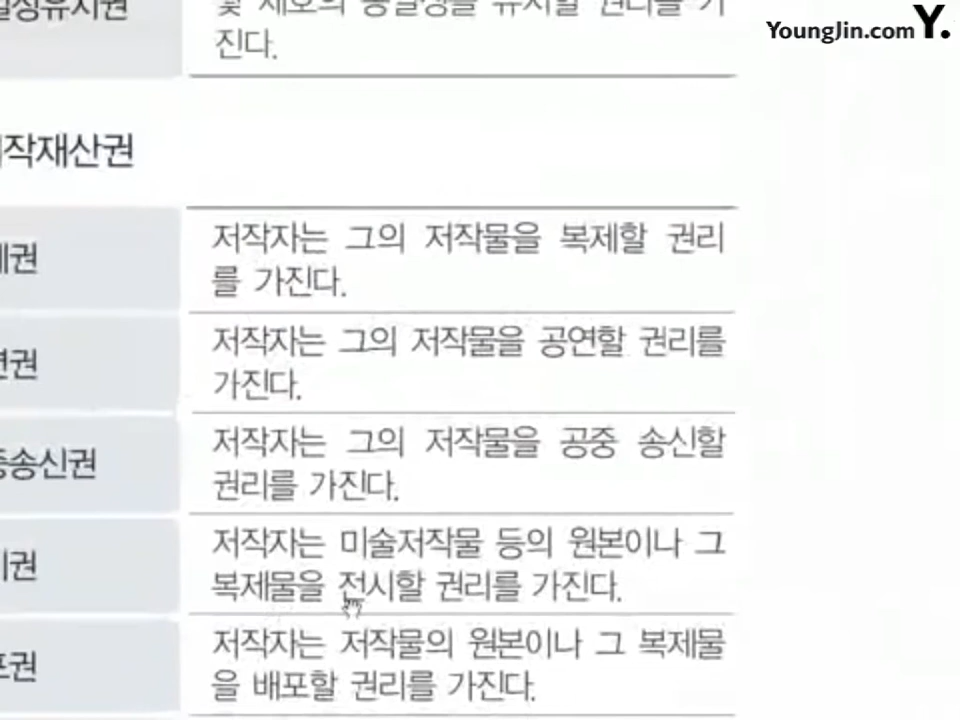 YoungJin.com Y.
진다.
작재산권
저작자는 그의 저작물을 복제할 권리
를 가진다.
저작자는 그의 저작물을 공연할 권리를
가진다.
송신권
저작자는 그의 저작물을 공중 송신할
권리를 가진다.
저작자는 미술저작물 등의 원본이나 그
복제물을 전시할 권리를 가진다.
저작자는 저작물의 원본이나 그 복제물
을 배포할 권리를 가진다.